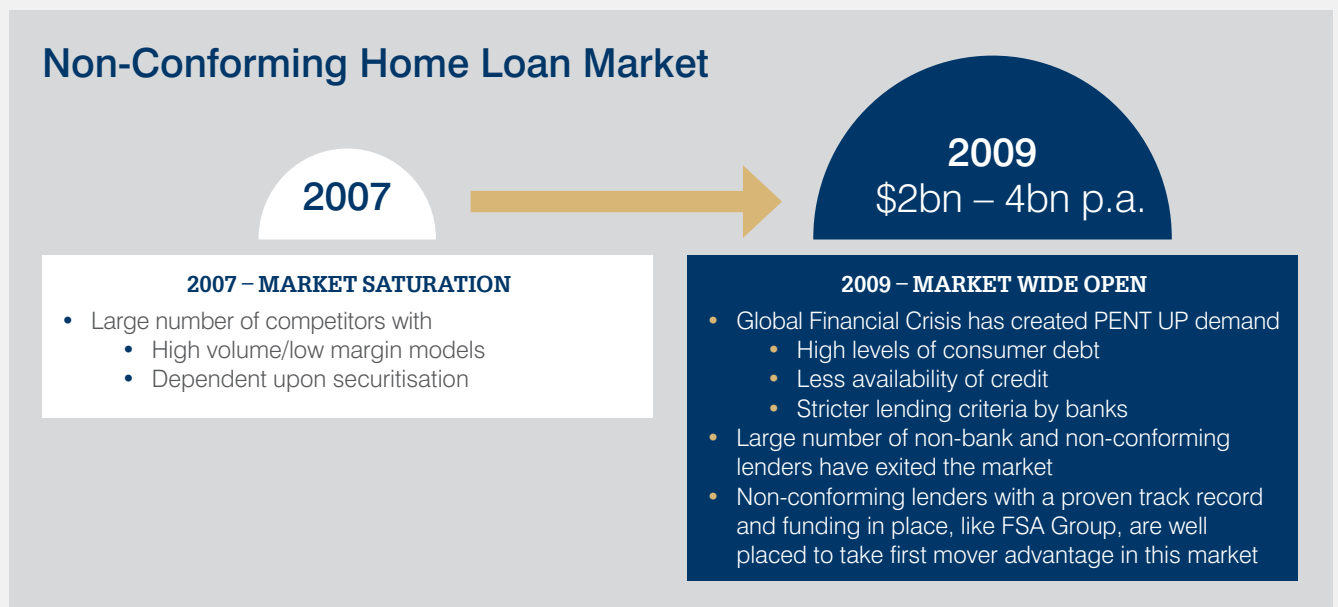 Non-Conforming Home Loan Market
2007
2009
$2bn – 4bn p.a.
2007 – MARKET SATURATION
• Large number of competitors with
• High volume/low margin models
• Dependent upon securitisation
2009 – MARKET WIDE OPEN
• Global Financial Crisis has created PENT UP demand
• High levels of consumer debt
• Less availability of credit
• Stricter lending criteria by banks
• Large number of non-bank and non-conforming
lenders have exited the market
• Non-conforming lenders with a proven track record
and funding in place, like FSA Group, are well
placed to take first mover advantage in this market